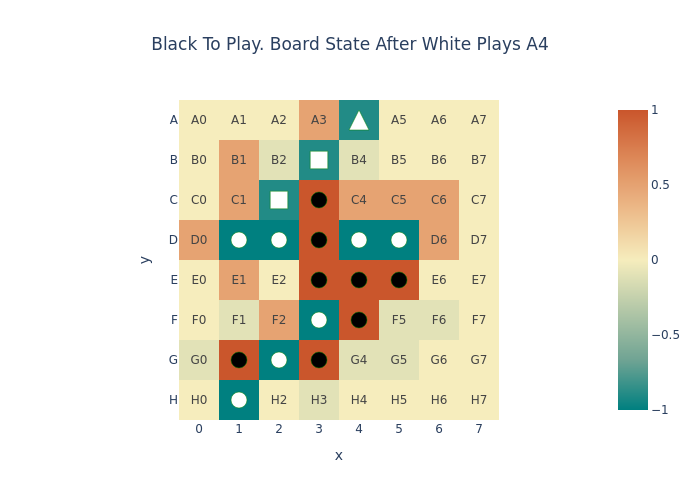 Black To Play. Board State After White Plays A4
A A0 A1 A2 A3 A5 A6 A7
B B0 B1 B2 B4 B5 B6 B7
C C0 C1 C4 C5 C6 C7
D D0 D6 D7
E E0 E1 E2 E6 E7
F F0 F1 F2 F5 F6 F7
G G0 G4 G5 G6 G7
H H0 H2 H3 H4 H5 H6 H7
0 1 2 3 4 5 6 7
x
y
1
0.5
0
−0.5
−1